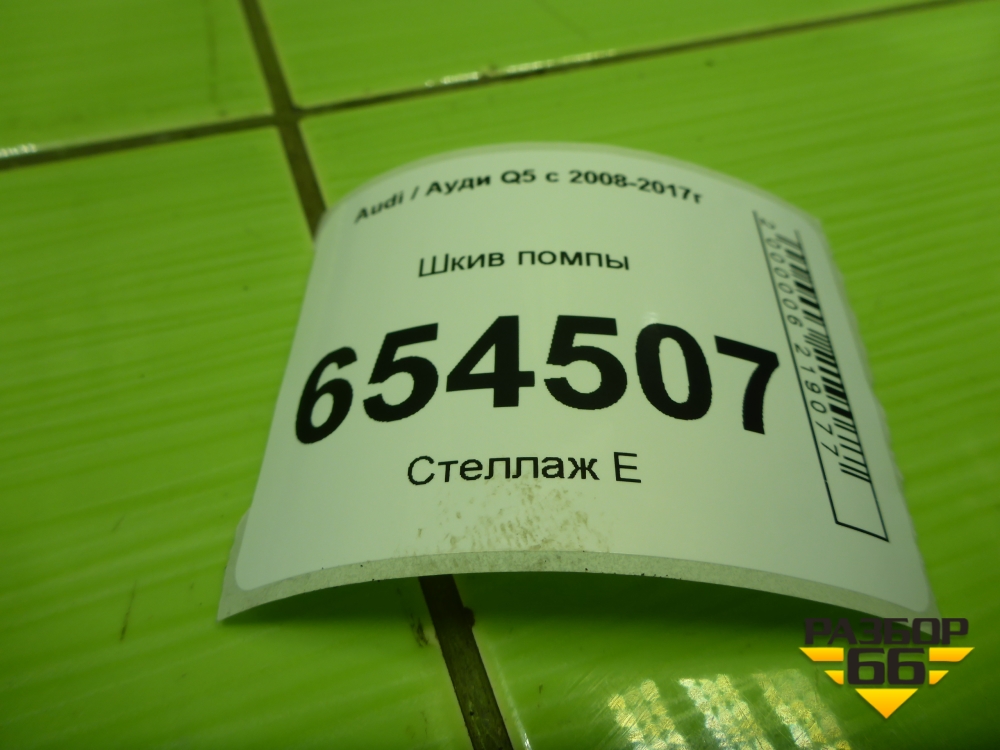 Audi / Ауди Q5 с 2008-2017г
Шкив помпы
654507
Стеллаж Е
2000006219077
РАЗБОР
66